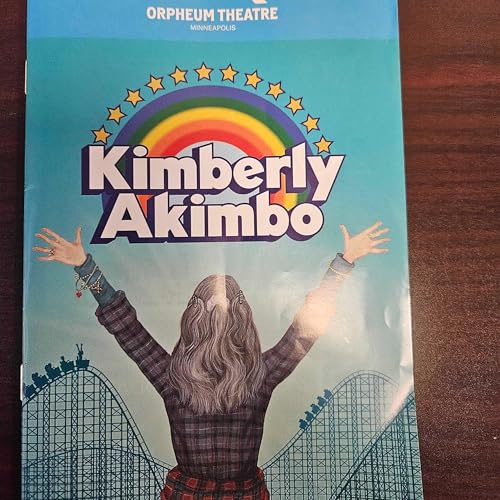 ORPHEUM THEATRE
MINNEAPOLIS
Kimberly
Akimbo